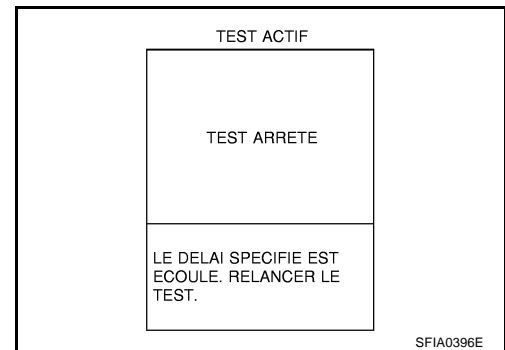 TEST ACTIF
TEST ARRETE
LE DELAI SPECIFIE EST
ECOULE. RELANCER LE
TEST.
SFIA0396E